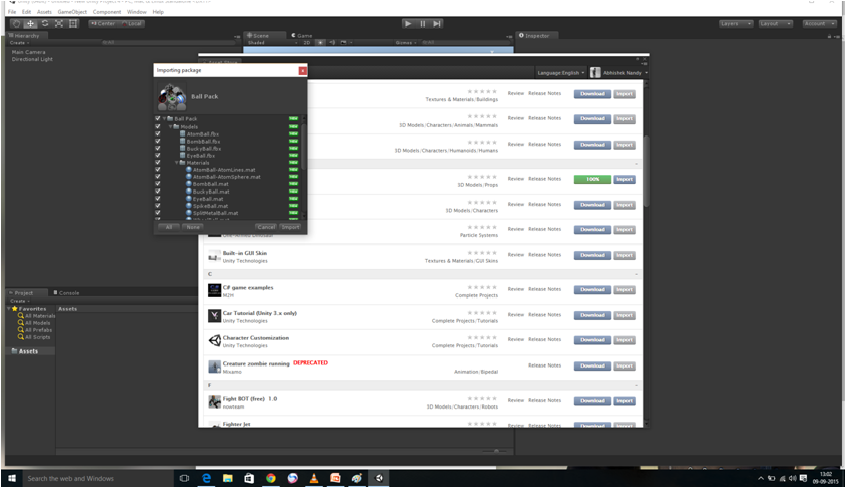 File Edit Assets GameObject Component Window Help
Center Local
Layers Layout Account
Hierarchy
Create
Main Camera
Directional Light
Scene Game
Shaded 2D Gizmos
Inspector
Importing package
Ball Pack
Ball Pack
Models
AtomBall.fbx
BombBall.fbx
BuckyBall.fbx
EyeBall.fbx
Materials
AtomBall-AtomLines.mat
AtomBall-AtomSphere.mat
BombBall.mat
BuckyBall.mat
EyeBall.mat
SpikeBall.mat
SplitMetalBall.mat
All None Cancel Import
Language:English Abhishek Nandy
Review Release Notes Download Import
Textures & Materials/Buildings
Review Release Notes Download Import
3D Models/Characters/Animals/Mammals
Review Release Notes Download Import
3D Models/Characters/Humanoids/Humans
Review Release Notes 100% Import
3D Models/Props
Review Release Notes Download Import
3D Models/Characters
Review Release Notes Download Import
Particle Systems
Built-in GUI Skin Review Release Notes Download Import
Unity Technologies Textures & Materials/GUI Skins
C
C# game examples Review Release Notes Download Import
M2H Complete Projects
Car Tutorial (Unity 3.x only) Review Release Notes Download Import
Unity Technologies Complete Projects/Tutorials
Character Customization Review Release Notes Download Import
Unity Technologies Complete Projects/Tutorials
Creature zombie running DEPRECATED Release Notes Download Import
Mixamo Animation/Bipedal
F
Fight BOT (free) 1.0 Review Release Notes Download Import
nowteam 3D Models/Characters/Robots
Fighter Jet Review Release Notes Download Import
Project Console
Create
Favorites Assets
All Materials
All Models
All Prefabs
All Scripts
Assets
Search the web and Windows
13:02
09-09-2015